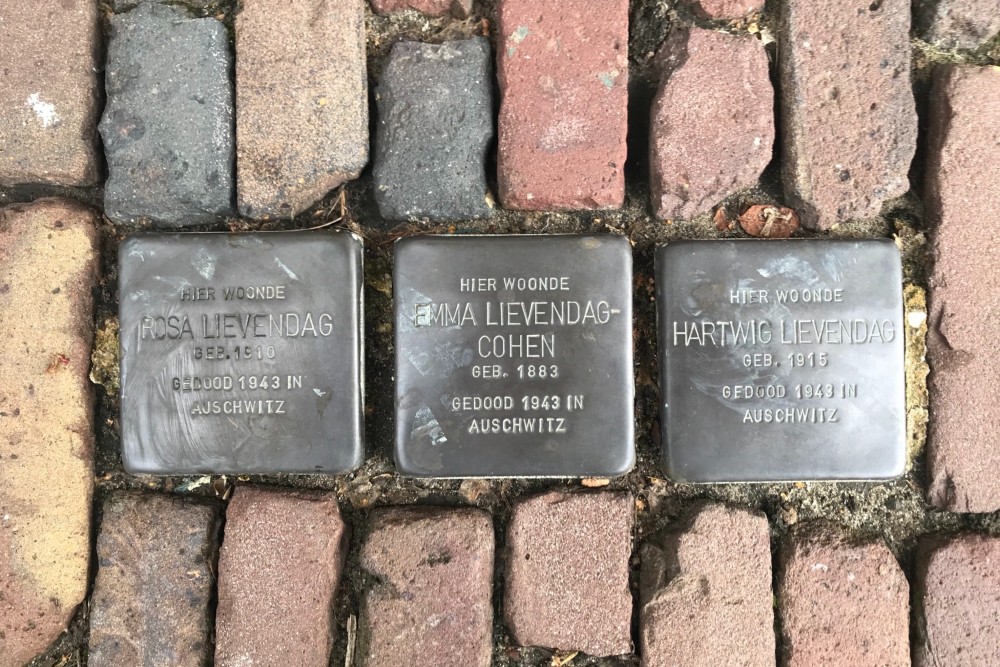 HIER WOONDE
ROSA LIEVENDAG
GEB. 1910
GEDOOD 1943 IN
AUSCHWITZ
HIER WOONDE
EMMA LIEVENDAG-
COHEN
GEB. 1883
GEDOOD 1943 IN
AUSCHWITZ
HIER WOONDE
HARTWIG LIEVENDAG
GEB. 1915
GEDOOD 1943 IN
AUSCHWITZ